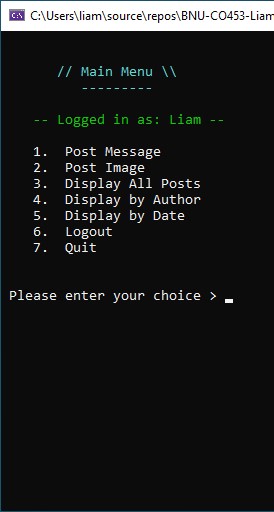 C:\Users\liam\source\repos\BNU-CO453-Liam
// Main Menu \\
---------
-- Logged in as: Liam --
1. Post Message
2. Post Image
3. Display All Posts
4. Display by Author
5. Display by Date
6. Logout
7. Quit
Please enter your choice > _